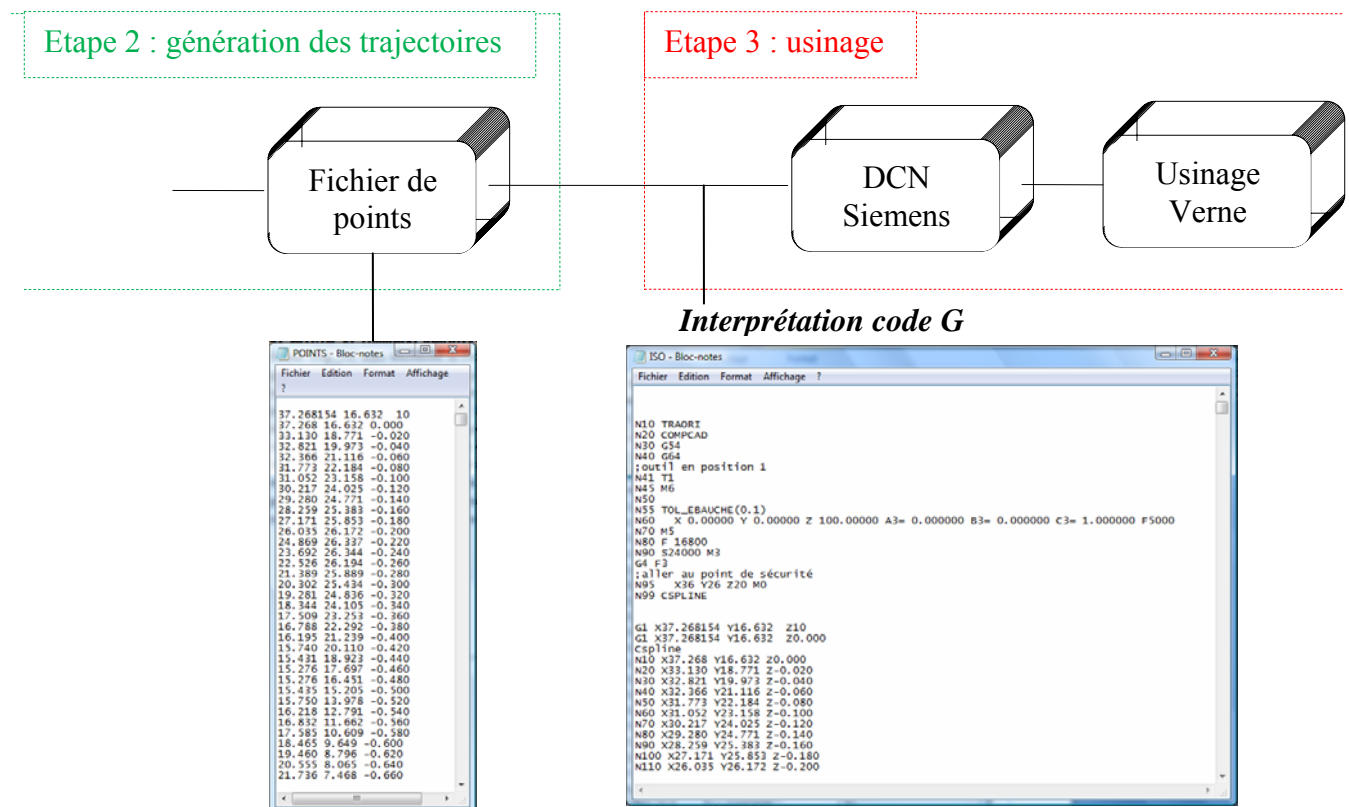 Etape 2 : génération des trajectoires
Etape 3 : usinage
Fichier de
points
DCN
Siemens
Usinage
Verne
Interprétation code G
POINTS - Bloc-notes
Fichier Edition Format Affichage
?
37.268154 16.632 10
37.268 16.632 0.000
33.130 18.771 -0.020
32.821 19.973 -0.040
32.366 21.116 -0.060
31.773 22.184 -0.080
31.052 23.158 -0.100
30.217 24.025 -0.120
29.280 24.771 -0.140
28.259 25.383 -0.160
27.171 25.853 -0.180
26.035 26.172 -0.200
24.869 26.337 -0.220
23.692 26.344 -0.240
22.526 26.194 -0.260
21.389 25.889 -0.280
20.302 25.434 -0.300
19.281 24.836 -0.320
18.344 24.105 -0.340
17.509 23.253 -0.360
16.788 22.292 -0.380
16.195 21.239 -0.400
15.740 20.110 -0.420
15.431 18.923 -0.440
15.276 17.697 -0.460
15.276 16.451 -0.480
15.435 15.205 -0.500
15.750 13.978 -0.520
16.218 12.791 -0.540
16.832 11.662 -0.560
17.585 10.609 -0.580
18.465 9.649 -0.600
19.460 8.796 -0.620
20.555 8.065 -0.640
21.736 7.468 -0.660
ISO - Bloc-notes
Fichier Edition Format Affichage ?
N10 TRAORI
N20 COMPCAD
N30 G54
N40 G64
;outil en position 1
N41 T1
N45 M6
N50
N55 TOL_EBAUCHE(0.1)
N60 X 0.00000 Y 0.00000 Z 100.00000 A3= 0.000000 B3= 0.000000 C3= 1.000000 F5000
N70 M5
N80 F 16800
N90 S24000 M3
G4 F3
;aller au point de sécurité
N95 X36 Y26 Z20 M0
N99 CSPLINE
G1 X37.268154 Y16.632 Z10
G1 X37.268154 Y16.632 Z0.000
Cspline
N10 X37.268 Y16.632 Z0.000
N20 X33.130 Y18.771 Z-0.020
N30 X32.821 Y19.973 Z-0.040
N40 X32.366 Y21.116 Z-0.060
N50 X31.773 Y22.184 Z-0.080
N60 X31.052 Y23.158 Z-0.100
N70 X30.217 Y24.025 Z-0.120
N80 X29.280 Y24.771 Z-0.140
N90 X28.259 Y25.383 Z-0.160
N100 X27.171 Y25.853 Z-0.180
N110 X26.035 Y26.172 Z-0.200